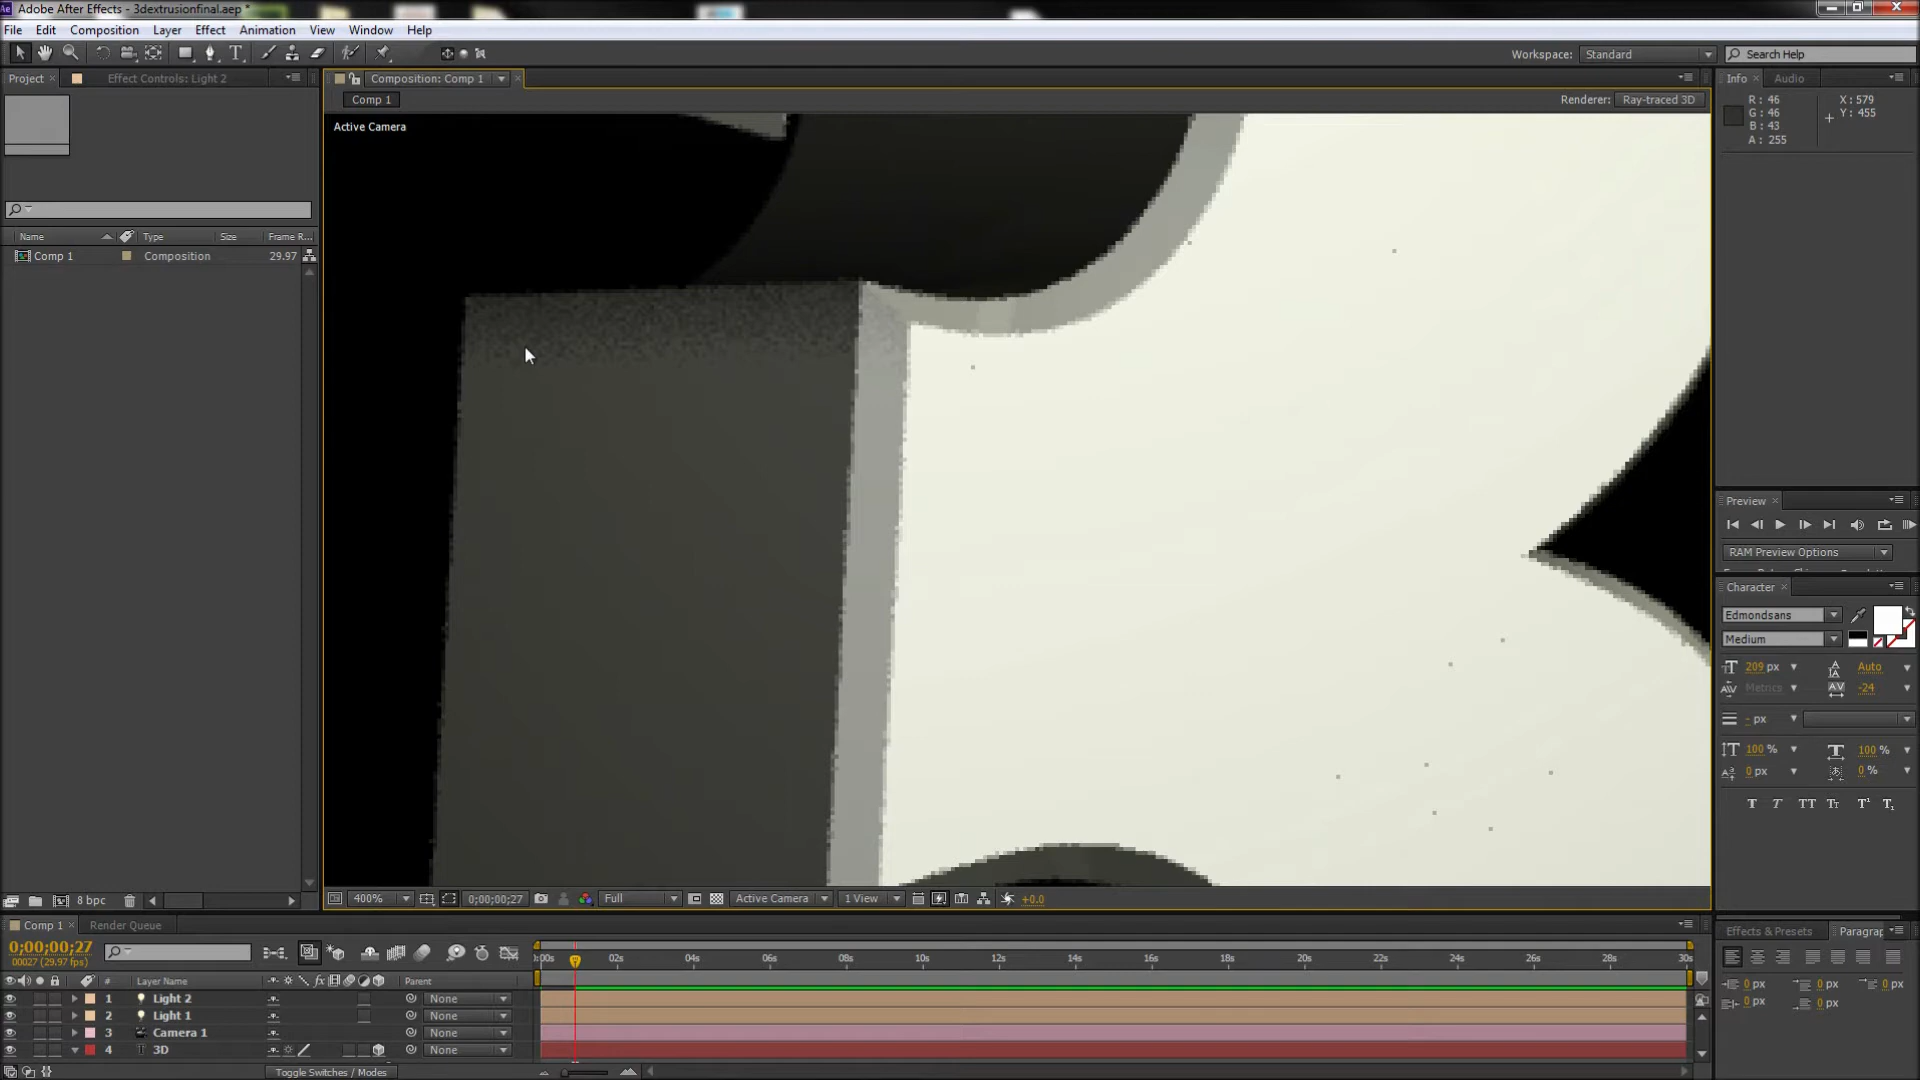 Adobe After Effects - 3dextrusionfinal.aep *
File Edit Composition Layer Effect Animation View Window Help
Workspace: Standard Search Help
Project Effect Controls: Light 2 Composition: Comp 1 Info Audio
Comp 1 Renderer: Ray-traced 3D
R: 46 X: 579
G: 46 Y: 455
B: 43
A: 255
Active Camera
Name Type Size Frame R...
Comp 1 Composition 29.97
Preview
RAM Preview Options
Character
Edmondsans
Medium
209 px Auto
Metrics -24
- px
100 % 100 %
0 px 0 %
8 bpc 400% 0;00;00;27 Full Active Camera 1 View +0.0
Comp 1 Render Queue Effects & Presets Paragrap
0;00;00;27
00027 (29.97 fps)
:00s 02s 04s 06s 08s 10s 12s 14s 16s 18s 20s 22s 24s 26s 28s 30s
# Layer Name Parent
1 Light 2 None
2 Light 1 None
3 Camera 1 None
4 3D None
0 px 0 px 0 px
0 px 0 px
Toggle Switches / Modes